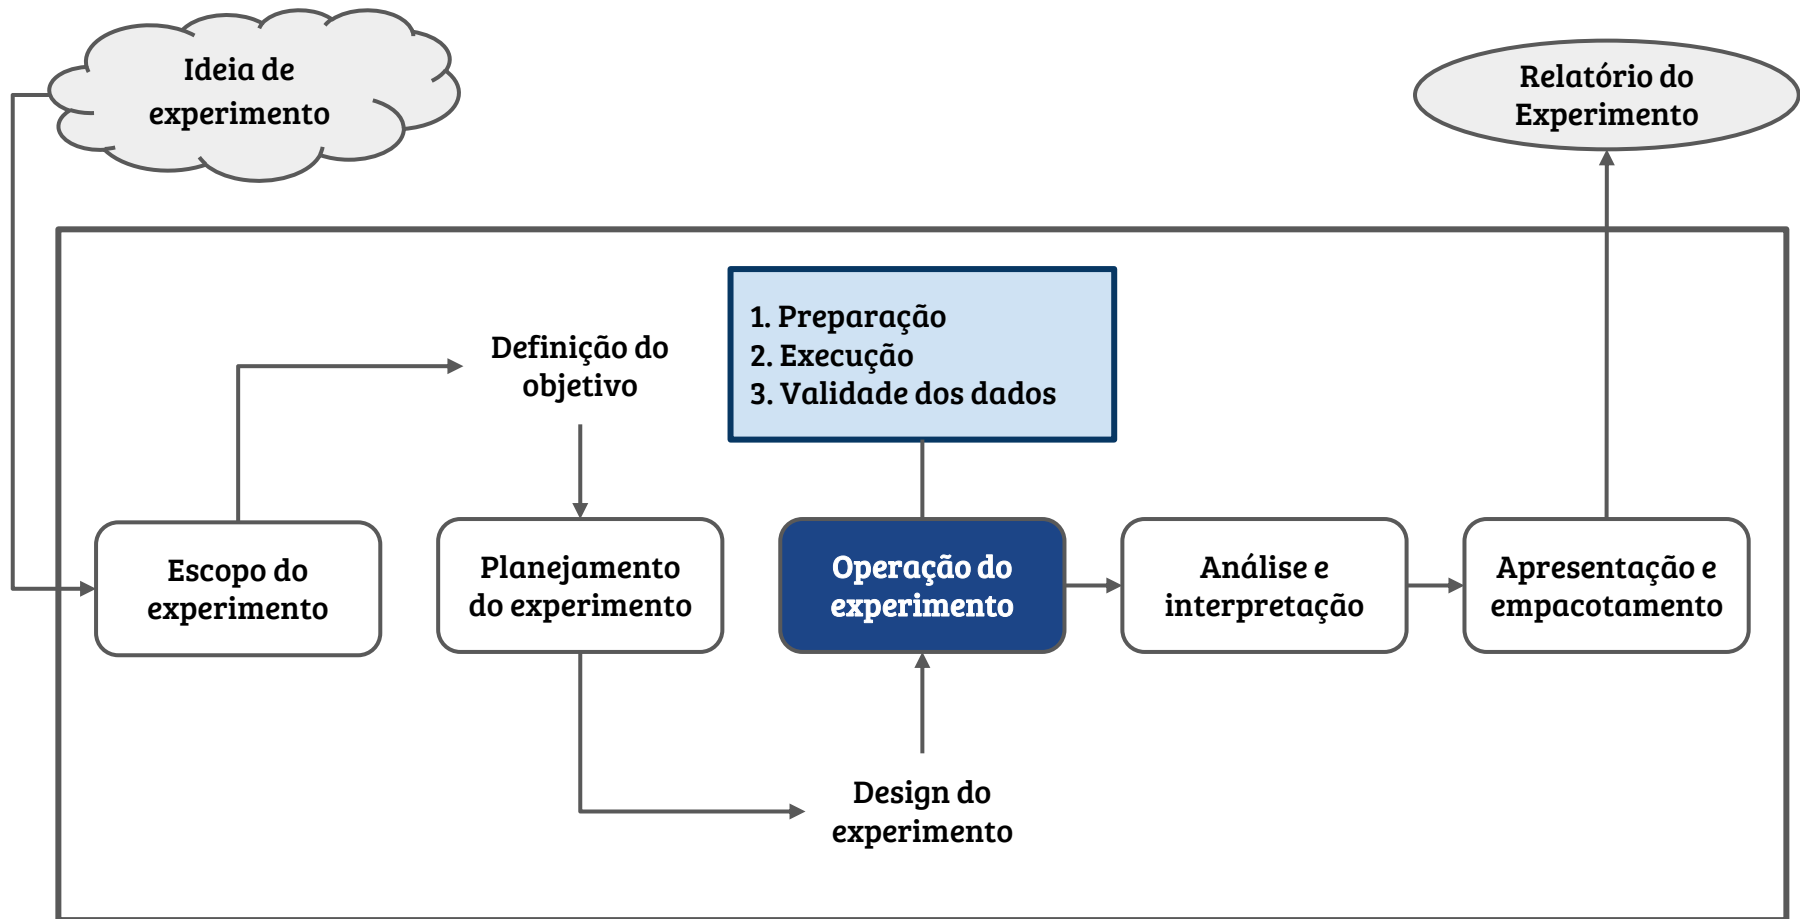 Ideia de
experimento
Relatório do
Experimento
1. Preparação
2. Execução
3. Validade dos dados
Definição do
objetivo
Escopo do
experimento
Planejamento
do experimento
Operação do
experimento
Análise e
interpretação
Apresentação e
empacotamento
Design do
experimento